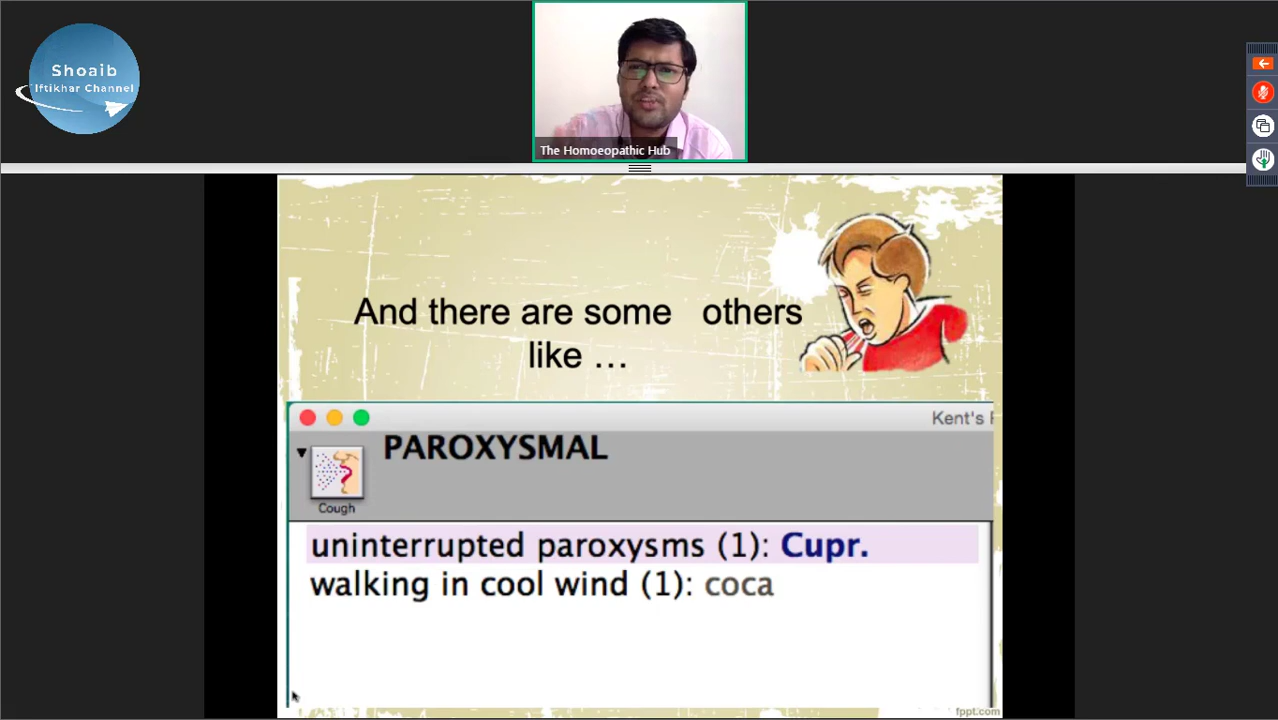 Shoaib
Iftikhar Channel
The Homoeopathic Hub
And there are some others
like …
Kent's
PAROXYSMAL
Cough
uninterrupted paroxysms (1): Cupr.
walking in cool wind (1): coca
fppt.com